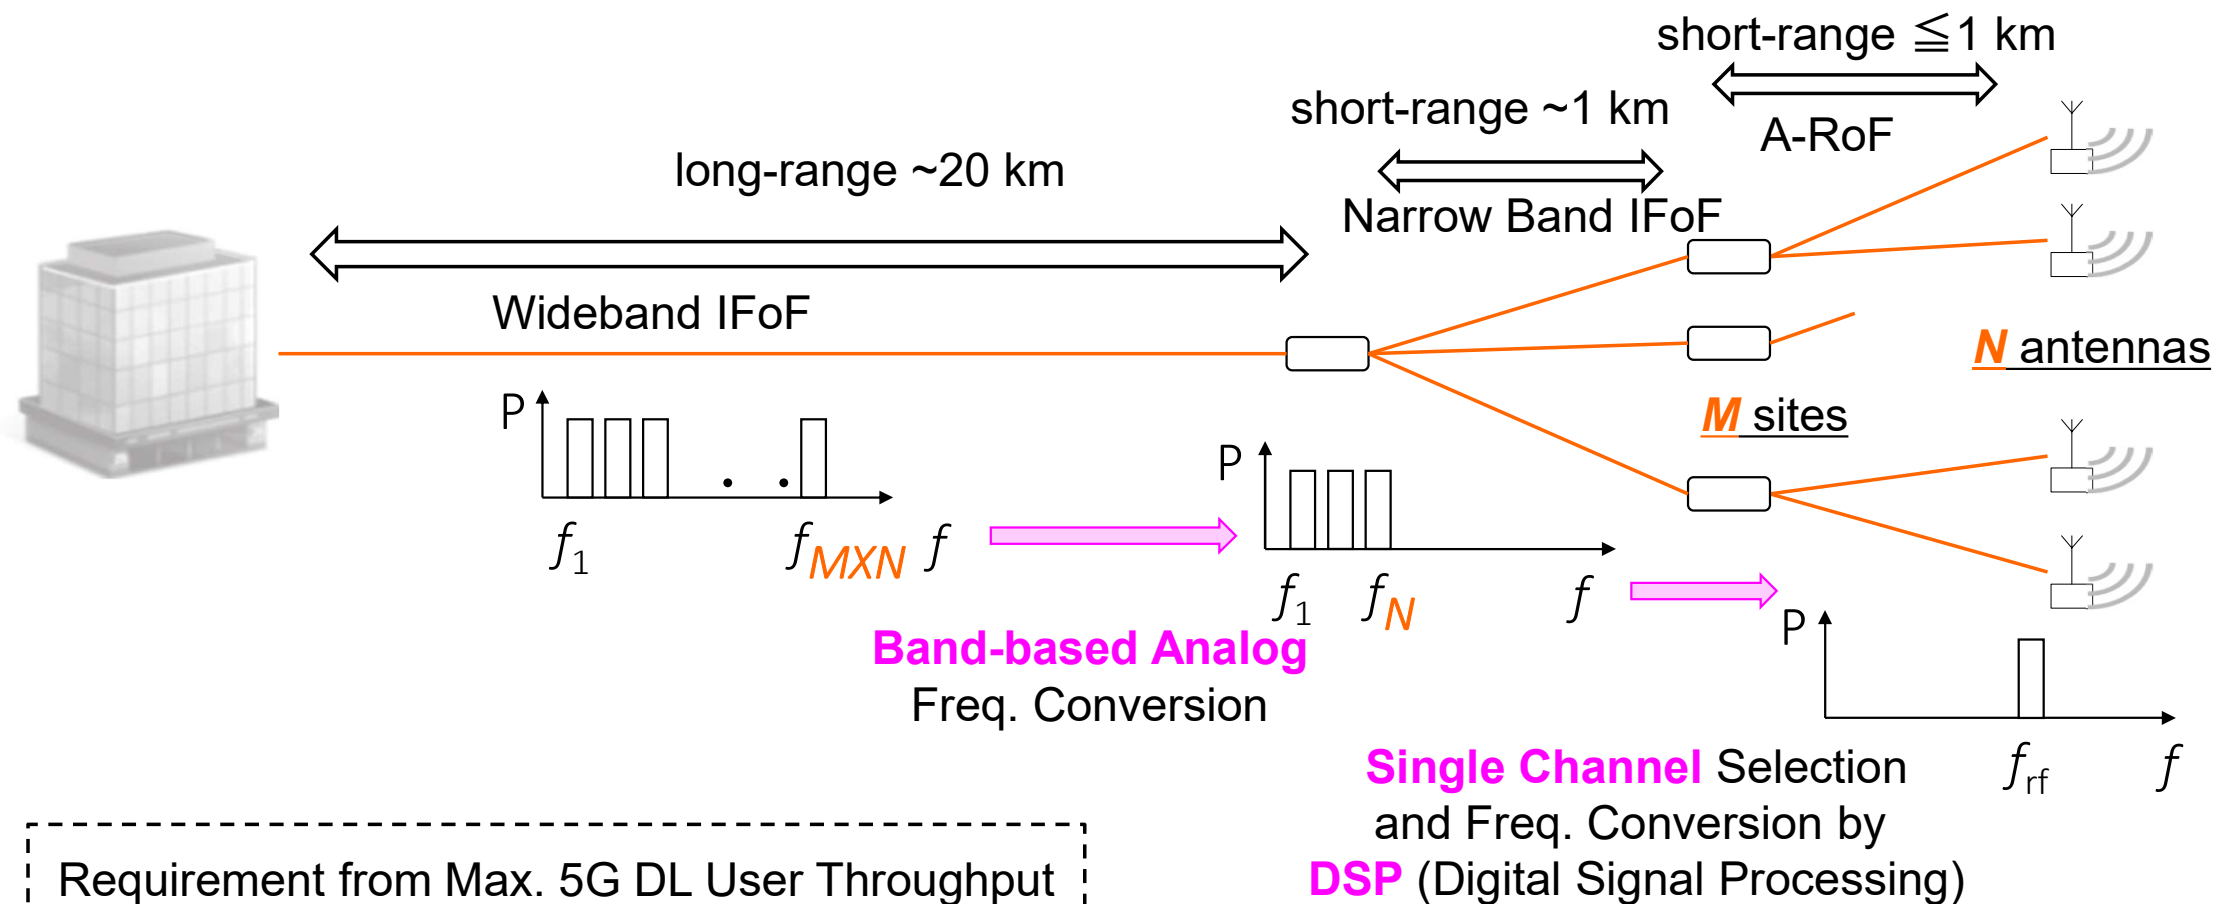 short-range ≦1 km
A-RoF
short-range ~1 km
Narrow Band IFoF
long-range ~20 km
Wideband IFoF
N antennas
M sites
P
f1
fMXN
f
P
f1
fN
f
Band-based Analog
Freq. Conversion
P
frf
f
Single Channel Selection
and Freq. Conversion by
DSP (Digital Signal Processing)
Requirement from Max. 5G DL User Throughput